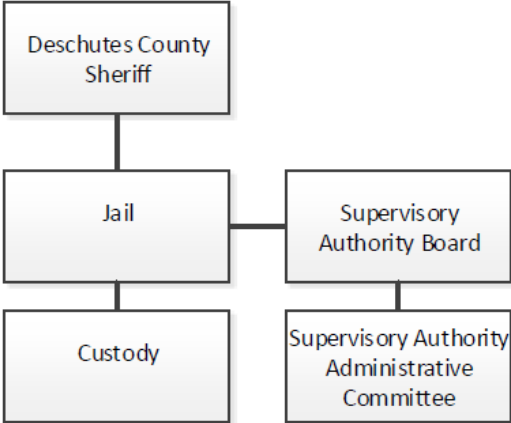 Deschutes County
Sheriff
Jail
Supervisory
Authority Board
Custody
Supervisory Authority
Administrative
Committee